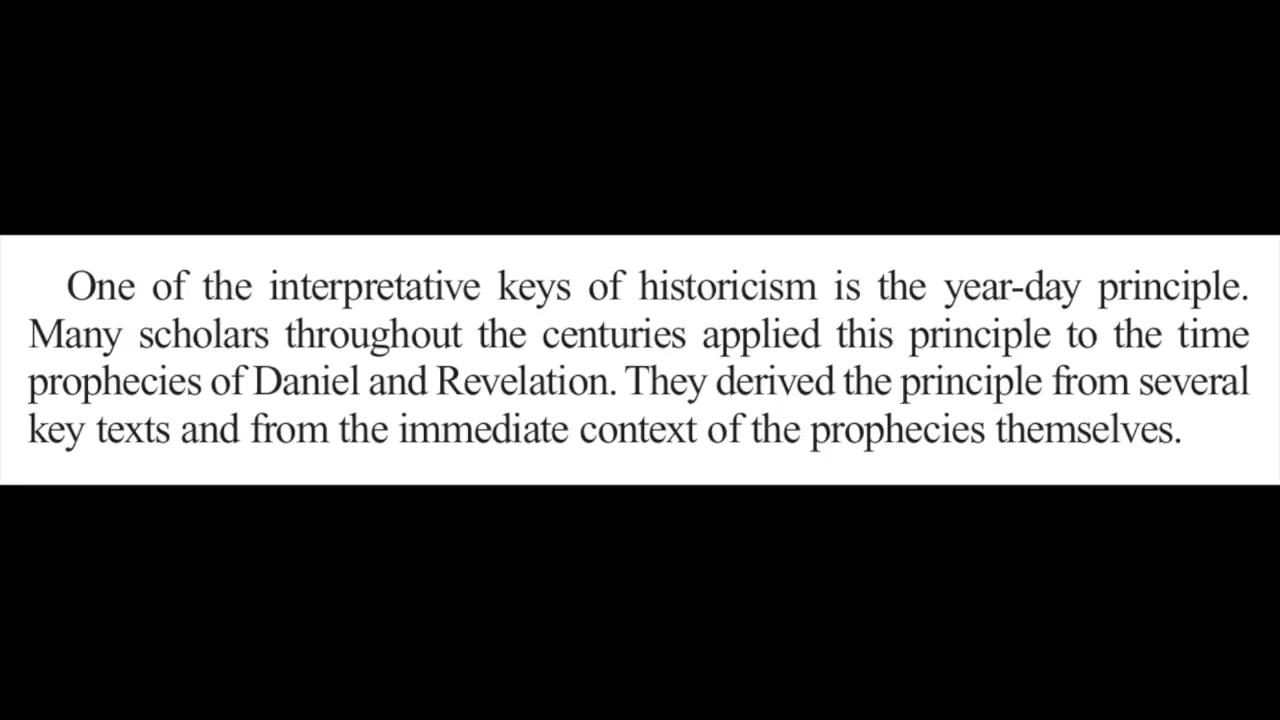 One of the interpretative keys of historicism is the year-day principle.
Many scholars throughout the centuries applied this principle to the time
prophecies of Daniel and Revelation. They derived the principle from several
key texts and from the immediate context of the prophecies themselves.